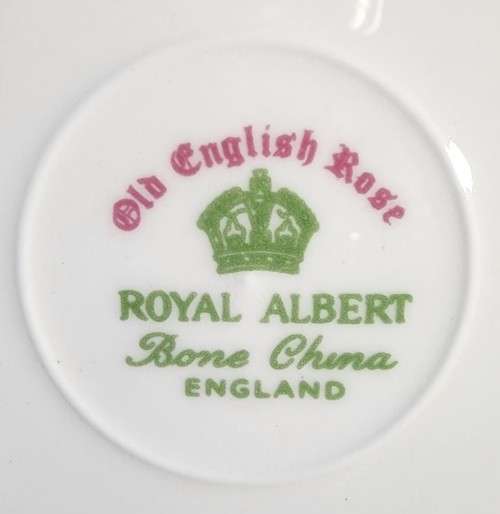 Old English Rose
ROYAL ALBERT
Bone China
ENGLAND